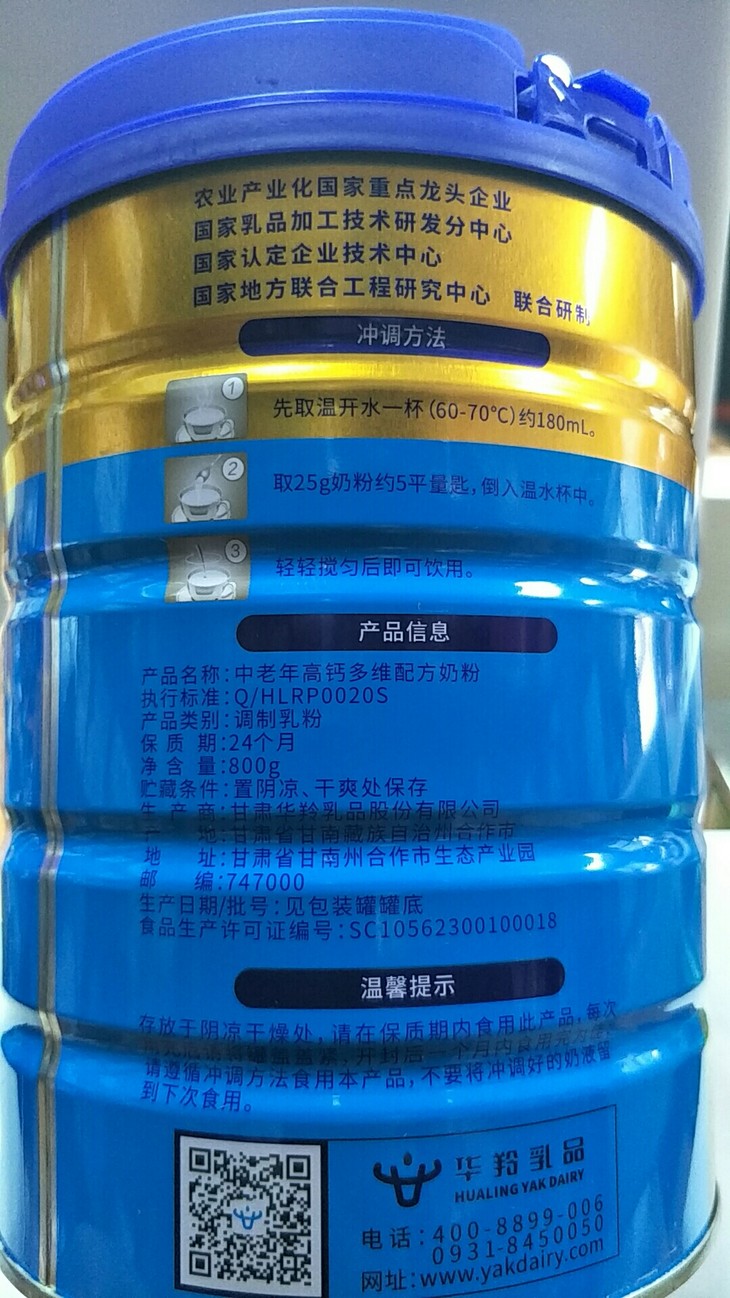 农业产业化国家重点龙头企业
国家乳品加工技术研发分中心
国家认定企业技术中心
国家地方联合工程研究中心 联合研制
冲调方法
1 先取温开水一杯(60-70℃)约180mL。
2 取25g奶粉约5平量匙,倒入温水杯中。
3 轻轻搅匀后即可饮用。
产品信息
产品名称:中老年高钙多维配方奶粉
执行标准:Q/HLRP0020S
产品类别:调制乳粉
保质期:24个月
净含量:800g
贮藏条件:置阴凉、干爽处保存
生产商:甘肃华羚乳品股份有限公司
产地:甘肃省甘南藏族自治州合作市
地址:甘肃省甘南州合作市生态产业园
邮编:747000
生产日期/批号:见包装罐罐底
食品生产许可证编号:SC10562300100018
温馨提示
存放于阴凉干燥处,请在保质期内食用此产品,每次
开封后一个月内食用完
请遵循冲调方法食用本产品,不要将冲调好的奶液留
到下次食用。
华羚乳品
HUALING YAK DAIRY
电话:400-8899-006
0931-8450050
网址:www.yakdairy.com